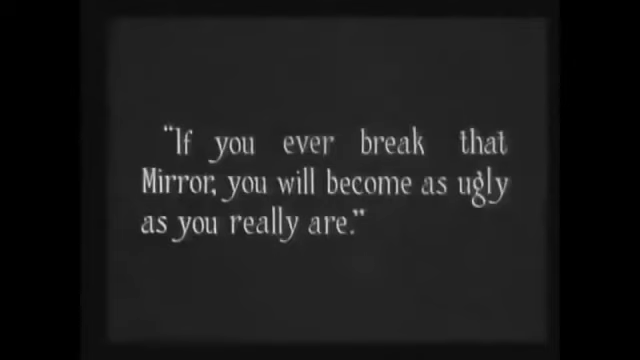 "If you ever break that
Mirror, you will become as ugly
as you really are."